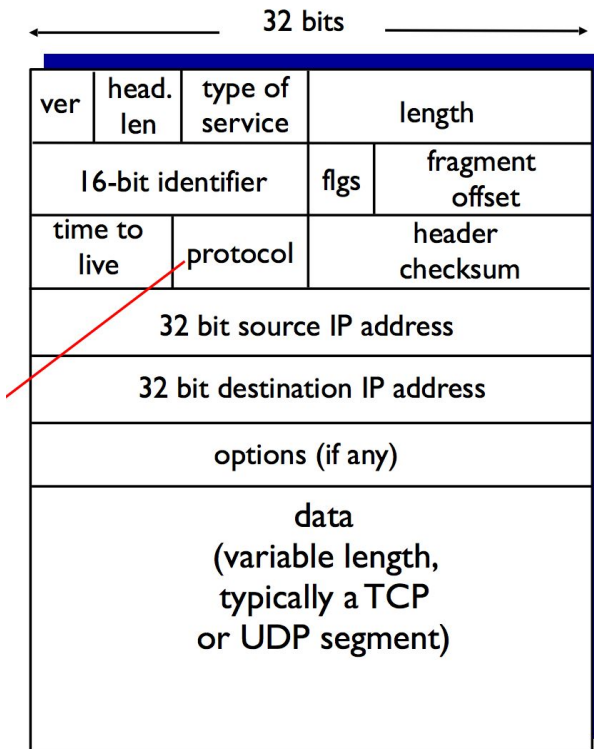 32 bits
ver
head.
len
type of
service
length
16-bit identifier
flgs
fragment
offset
time to
live
protocol
header
checksum
32 bit source IP address
32 bit destination IP address
options (if any)
data
(variable length,
typically a TCP
or UDP segment)